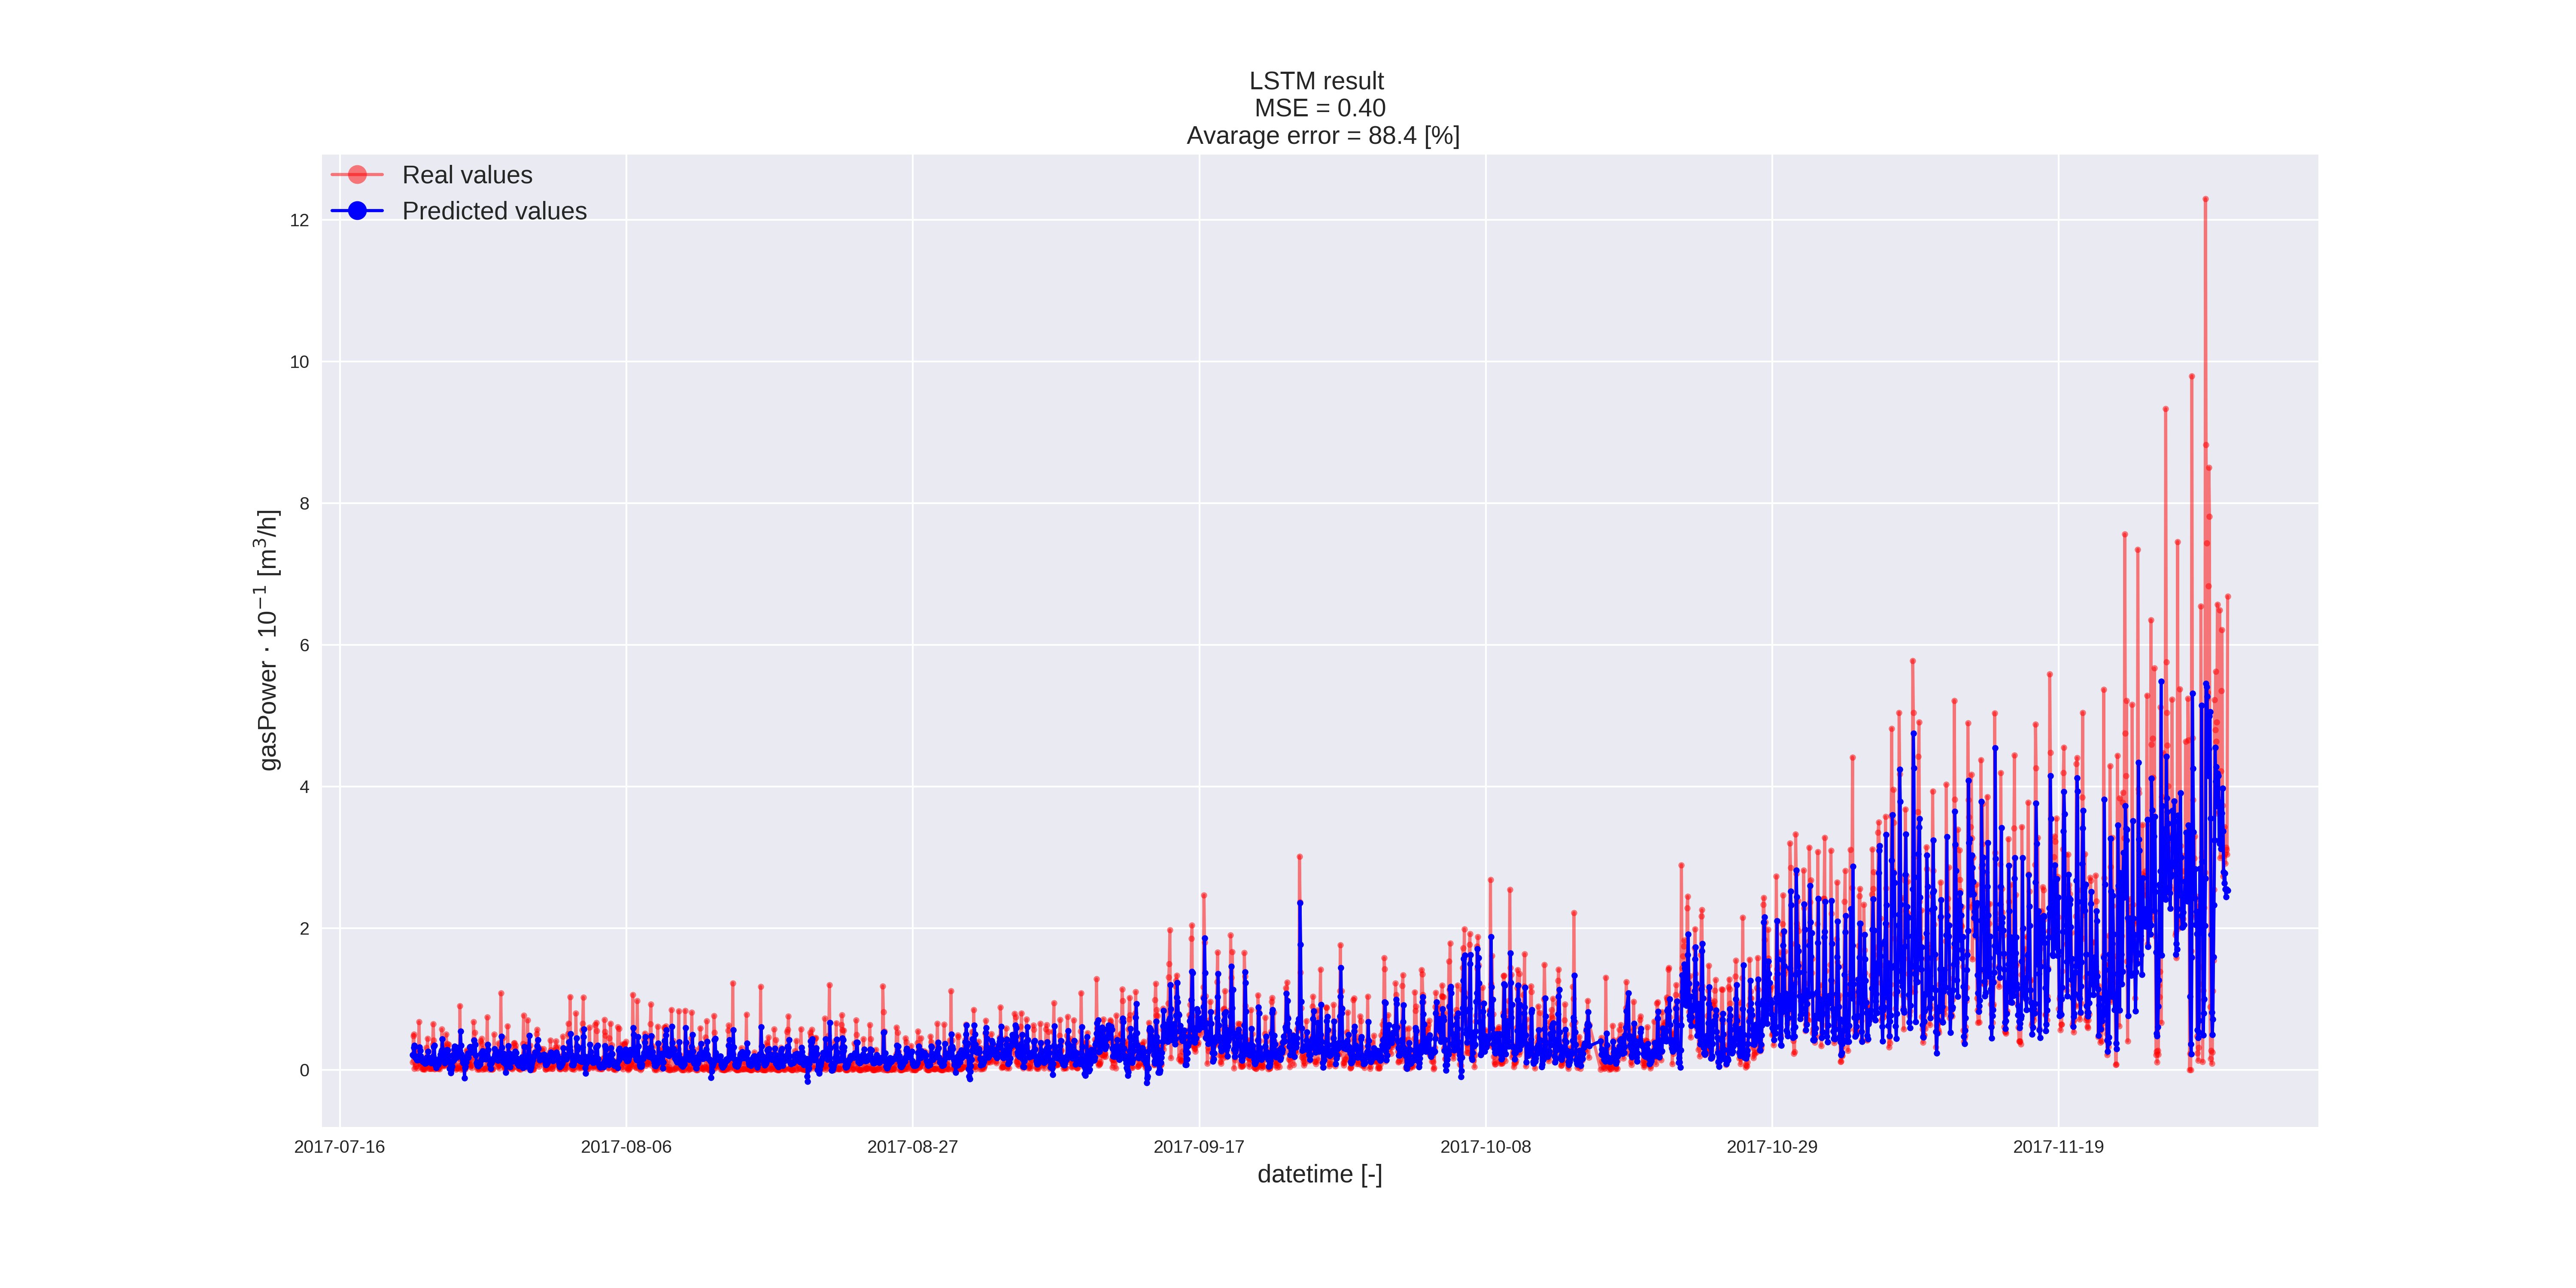 LSTM result
MSE = 0.40
Avarage error = 88.4 [%]
Real values
Predicted values
12
10
8
6
4
2
0
gasPower · 10⁻¹ [m³/h]
2017-07-16 2017-08-06 2017-08-27 2017-09-17 2017-10-08 2017-10-29 2017-11-19
datetime [-]